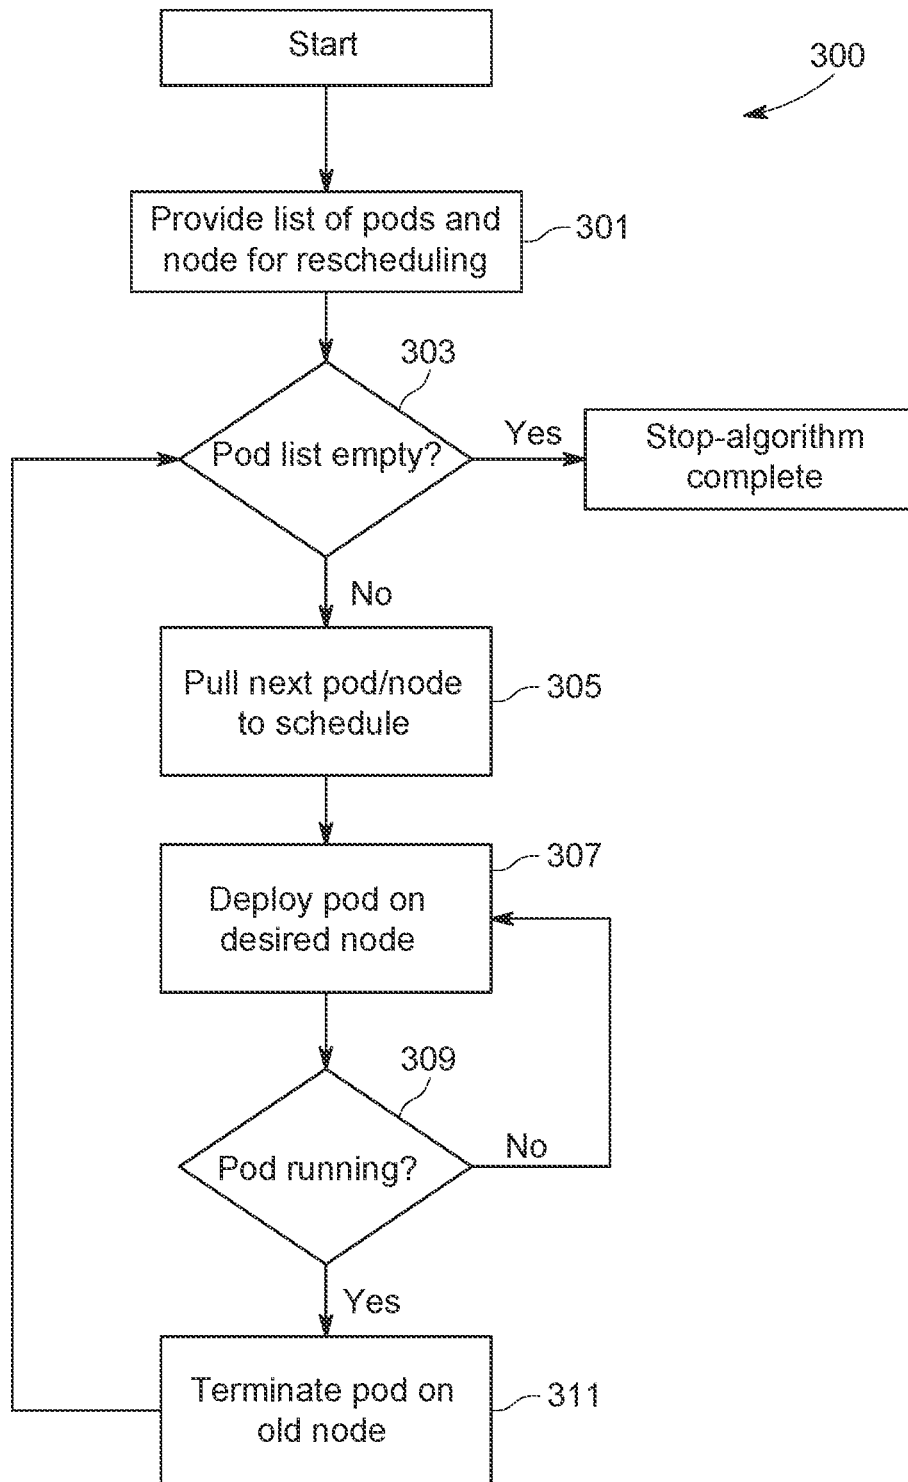 Start
300
Provide list of pods and
node for rescheduling
301
303
Pod list empty?
Yes
Stop-algorithm
complete
No
Pull next pod/node
to schedule
305
307
Deploy pod on
desired node
309
Pod running?
No
Yes
Terminate pod on
old node
311